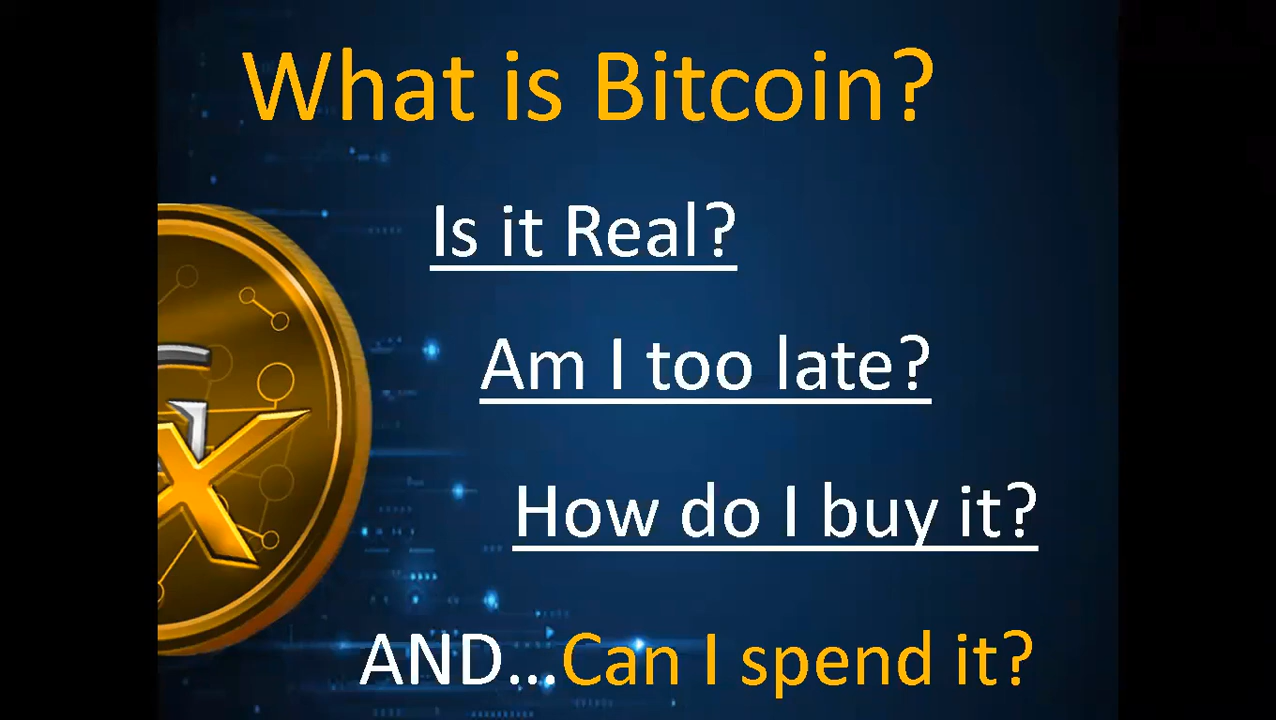 What is Bitcoin?
Is it Real?
Am I too late?
How do I buy it?
AND...Can I spend it?